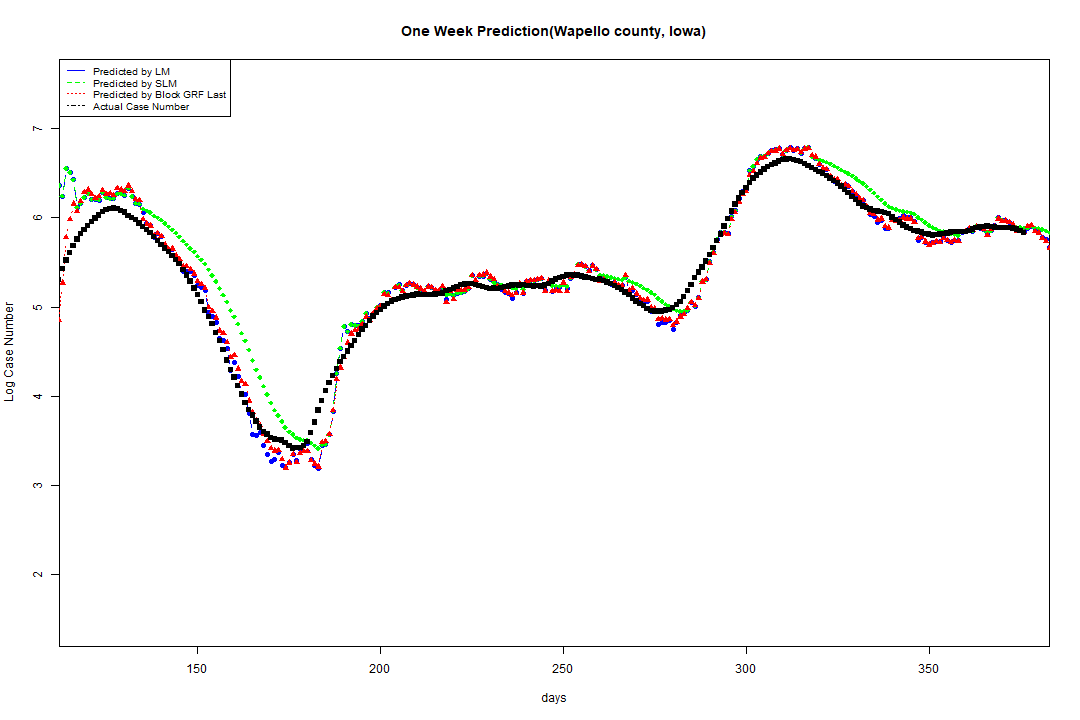 One Week Prediction(Wapello county, Iowa)
Predicted by LM
Predicted by SLM
Predicted by Block GRF Last
Actual Case Number
7
6
5
4
3
2
Log Case Number
150 200 250 300 350
days